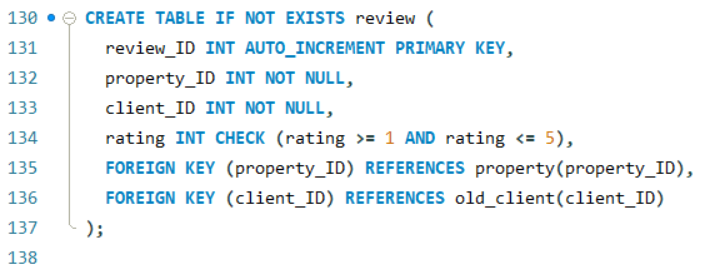 130 CREATE TABLE IF NOT EXISTS review (
131 review_ID INT AUTO_INCREMENT PRIMARY KEY,
132 property_ID INT NOT NULL,
133 client_ID INT NOT NULL,
134 rating INT CHECK (rating >= 1 AND rating <= 5),
135 FOREIGN KEY (property_ID) REFERENCES property(property_ID),
136 FOREIGN KEY (client_ID) REFERENCES old_client(client_ID)
137 );
138